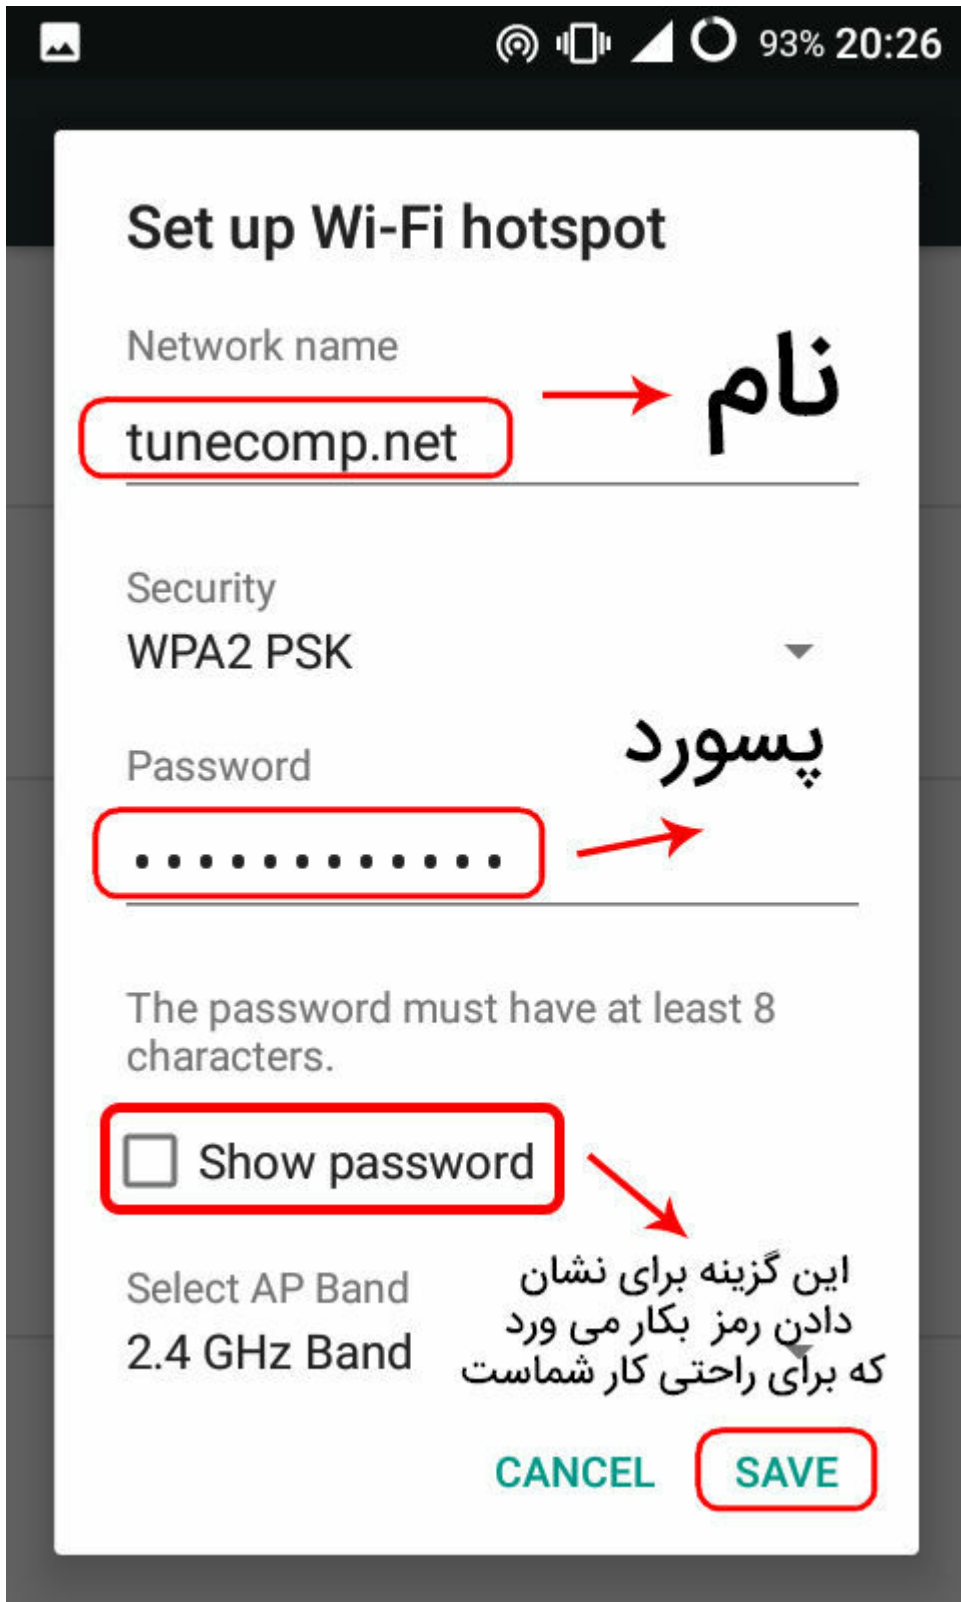 93% 20:26
Set up Wi-Fi hotspot
Network name
نام
tunecomp.net
Security
WPA2 PSK
پسورد
Password
••••••••••••
The password must have at least 8
characters.
Show password
این گزینه برای نشان
دادن رمز بکار می ورد
که برای راحتی کار شماست
Select AP Band
2.4 GHz Band
CANCEL SAVE